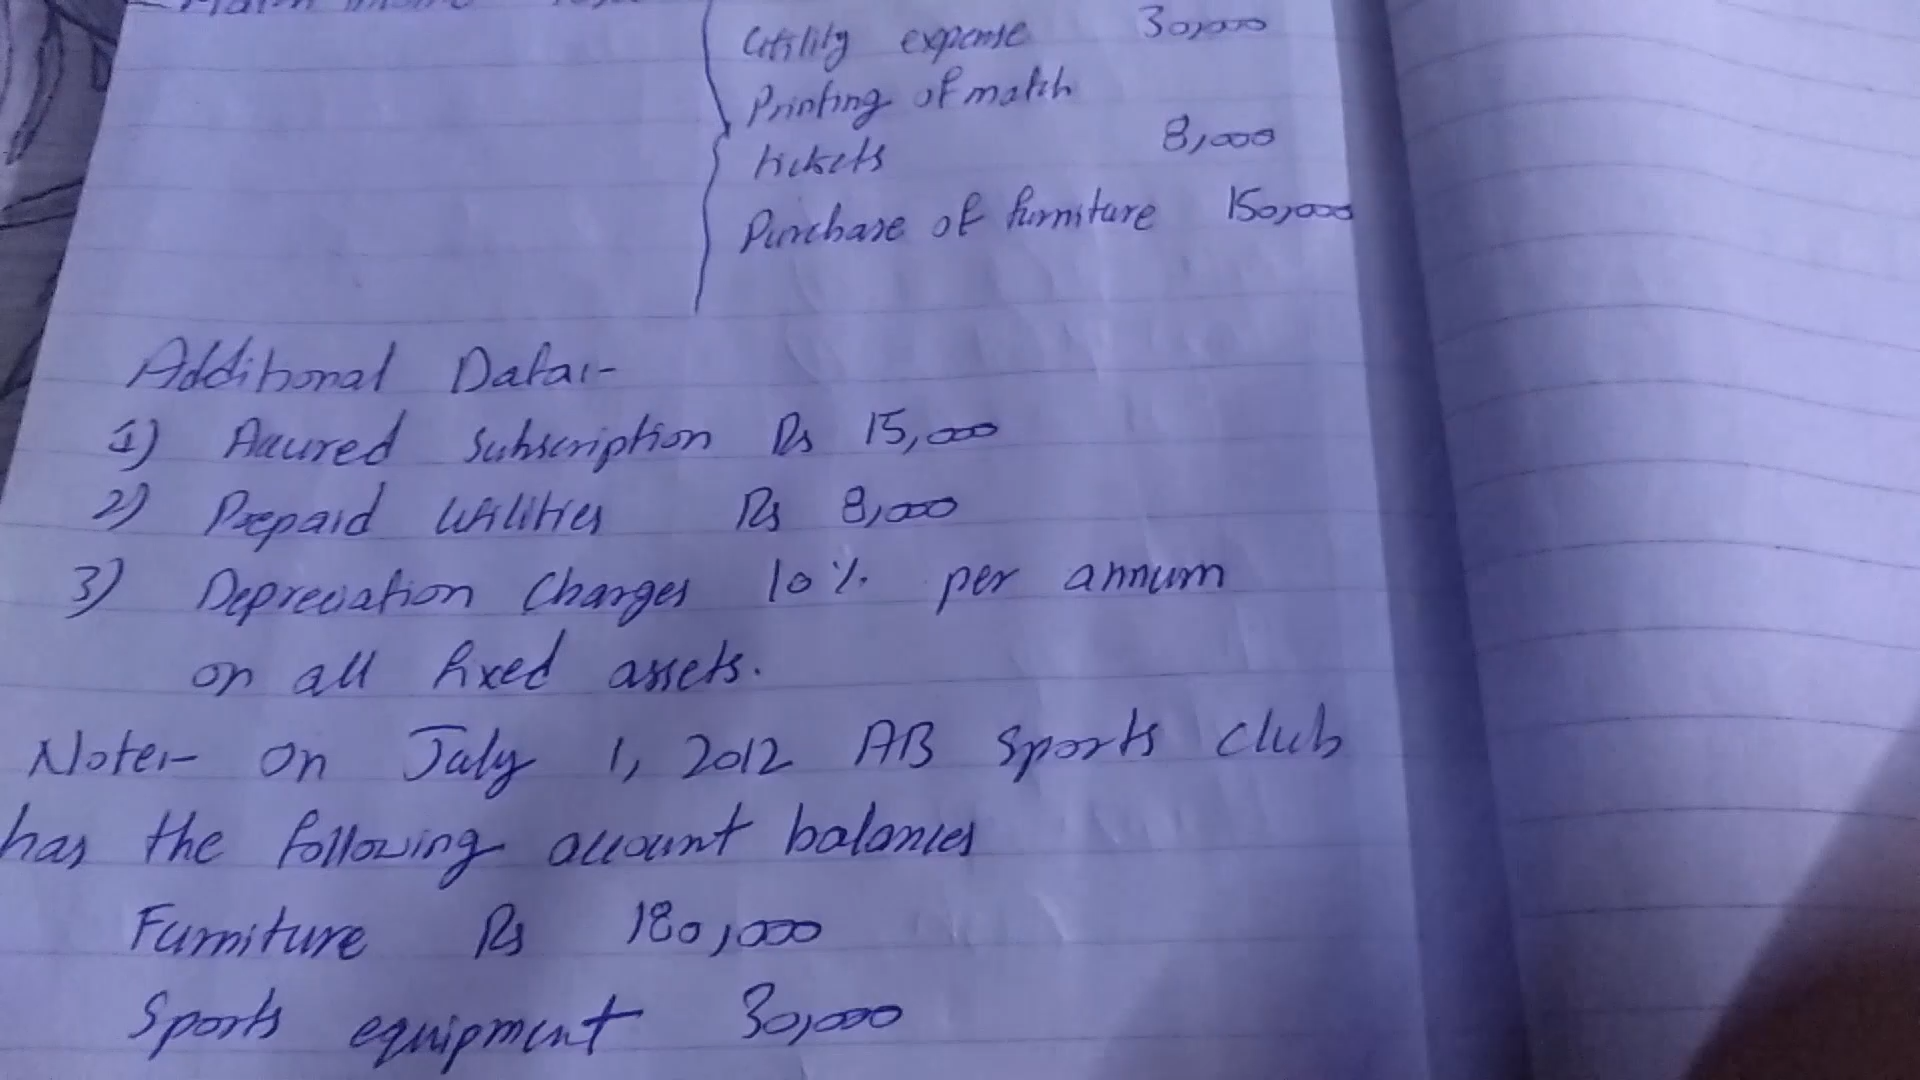 Utility expense 30,000
Printing of match
tickets 8,000
Purchase of furniture 150,000
Additional Data:-
1) Accured Subscription Rs 15,000
2) Prepaid Utilities Rs 8,000
3) Depreciation Charges 10% per annum
on all fixed assets.
Note:- On July 1, 2012 AB Sports Club
has the following account balances
Furniture Rs 180,000
Sports equipment 30,000